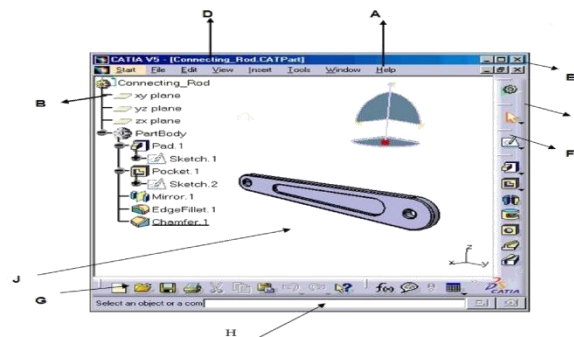 D
A
CATIA V5 - [Connecting_Rod.CATPart]
E
Start File Edit View Insert Tools Window Help
Connecting_Rod
B
xy plane
yz plane
zx plane
PartBody
F
Pad.1
Sketch.1
Pocket.1
Sketch.2
Mirror.1
EdgeFillet.1
Chamfer.1
z
x y
J
G
f(x)
CATIA
Select an object or a com
H